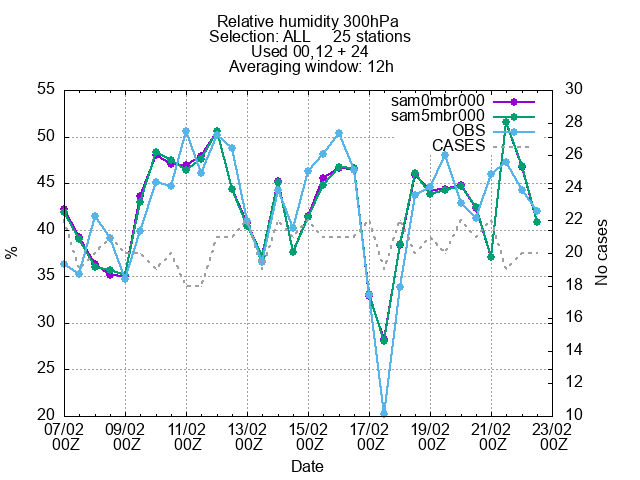 Relative humidity 300hPa
Selection: ALL 25 stations
Used 00,12 + 24
Averaging window: 12h
55
50
45
40
35
30
25
20
%
30
28
26
24
22
20
18
16
14
12
10
No cases
sam0mbr000
sam5mbr000
OBS
CASES
07/02 09/02 11/02 13/02 15/02 17/02 19/02 21/02 23/02
00Z 00Z 00Z 00Z 00Z 00Z 00Z 00Z 00Z
Date